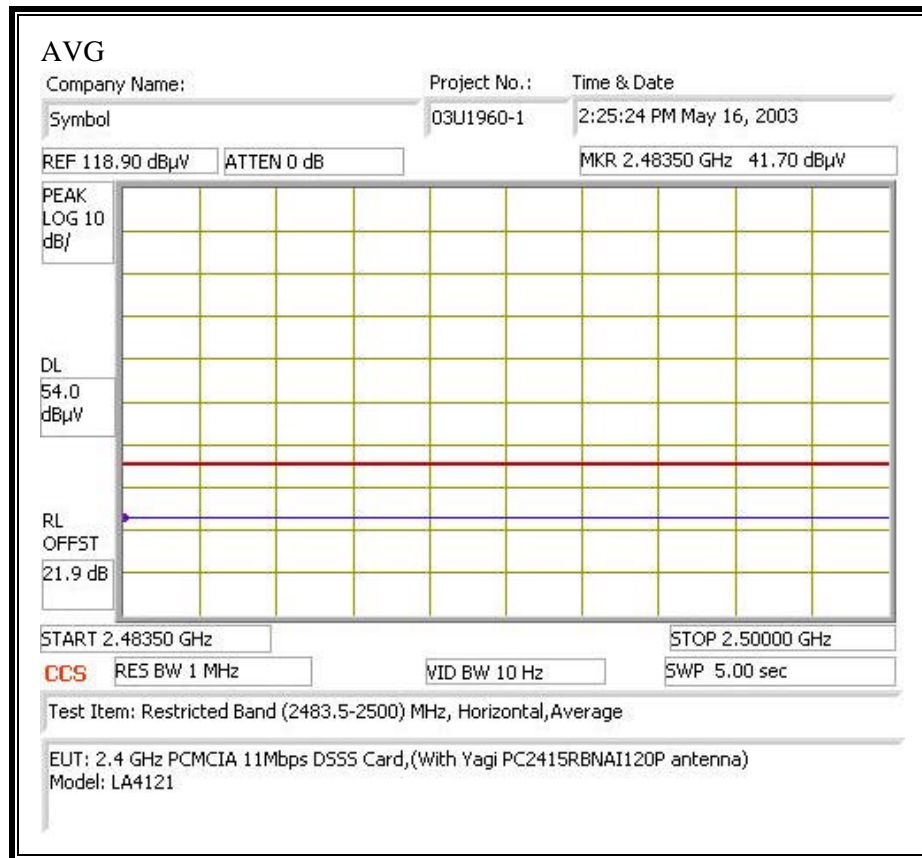 AVG
Company Name: Project No.: Time & Date
Symbol 03U1960-1 2:25:24 PM May 16, 2003
REF 118.90 dBµV ATTEN 0 dB MKR 2.48350 GHz 41.70 dBµV
PEAK
LOG 10
dB/
DL
54.0
dBµV
RL
OFFST
21.9 dB
START 2.48350 GHz STOP 2.50000 GHz
CCS RES BW 1 MHz VID BW 10 Hz SWP 5.00 sec
Test Item: Restricted Band (2483.5-2500) MHz, Horizontal,Average
EUT: 2.4 GHz PCMCIA 11Mbps DSSS Card,(With Yagi PC2415RBNAI120P antenna)
Model: LA4121